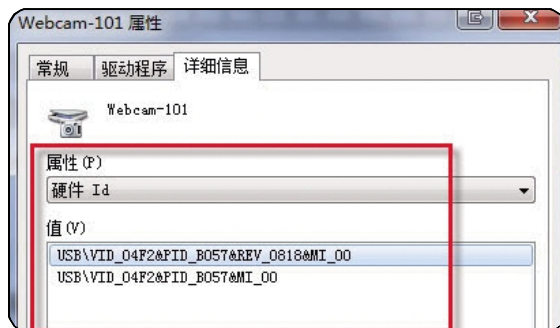 Webcam-101 属性
常规 驱动程序 详细信息
Webcam-101
属性(P)
硬件 Id
值(V)
USB\VID_04F2&PID_B057&REV_0818&MI_00
USB\VID_04F2&PID_B057&MI_00